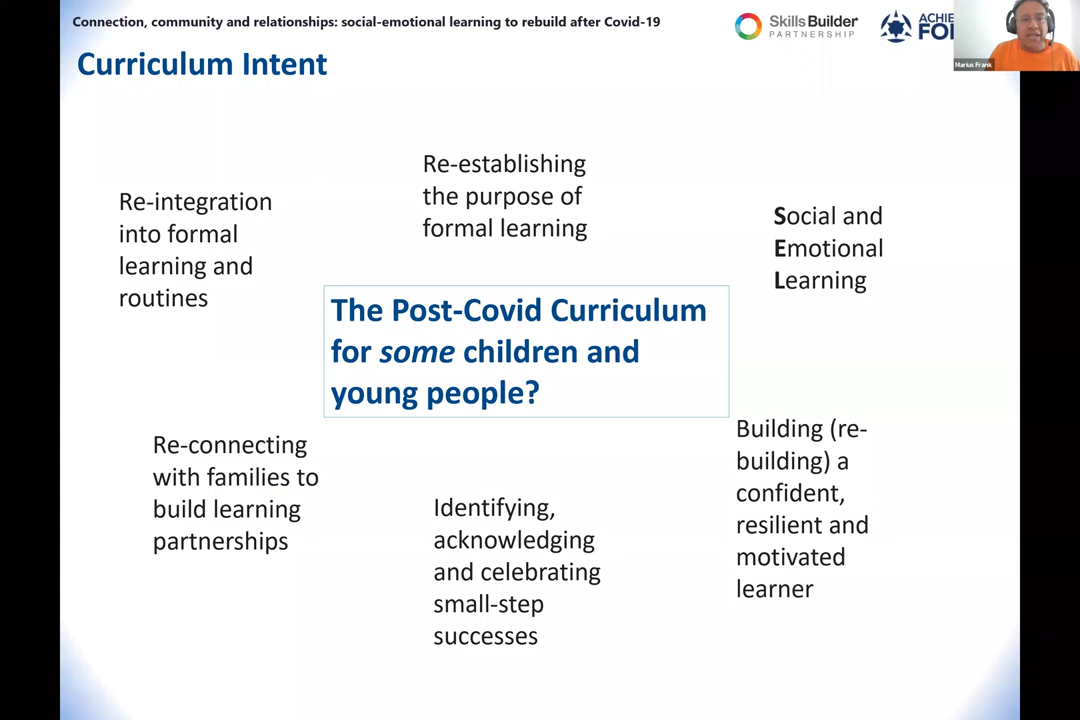 Connection, community and relationships: social-emotional learning to rebuild after Covid-19
Skills Builder
PARTNERSHIP
Marius Frank
Curriculum Intent
Re-establishing
the purpose of
formal learning
Re-integration
into formal
learning and
routines
Social and
Emotional
Learning
The Post-Covid Curriculum
for some children and
young people?
Re-connecting
with families to
build learning
partnerships
Identifying,
acknowledging
and celebrating
small-step
successes
Building (re-
building) a
confident,
resilient and
motivated
learner